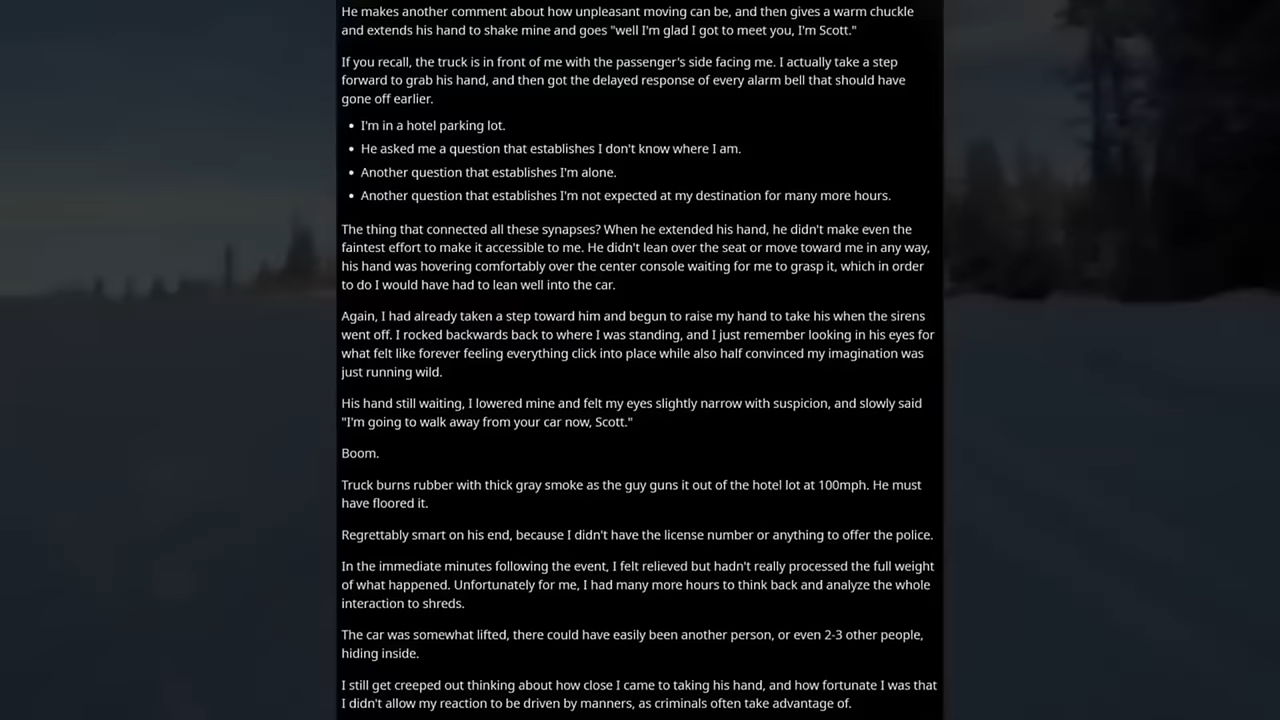 He makes another comment about how unpleasant moving can be, and then gives a warm chuckle
and extends his hand to shake mine and goes "well I'm glad I got to meet you, I'm Scott."
If you recall, the truck is in front of me with the passenger's side facing me. I actually take a step
forward to grab his hand, and then got the delayed response of every alarm bell that should have
gone off earlier.
• I'm in a hotel parking lot.
• He asked me a question that establishes I don't know where I am.
• Another question that establishes I'm alone.
• Another question that establishes I'm not expected at my destination for many more hours.
The thing that connected all these synapses? When he extended his hand, he didn't make even the
faintest effort to make it accessible to me. He didn't lean over the seat or move toward me in any way,
his hand was hovering comfortably over the center console waiting for me to grasp it, which in order
to do I would have had to lean well into the car.
Again, I had already taken a step toward him and begun to raise my hand to take his when the sirens
went off. I rocked backwards back to where I was standing, and I just remember looking in his eyes for
what felt like forever feeling everything click into place while also half convinced my imagination was
just running wild.
His hand still waiting, I lowered mine and felt my eyes slightly narrow with suspicion, and slowly said
"I'm going to walk away from your car now, Scott."
Boom.
Truck burns rubber with thick gray smoke as the guy guns it out of the hotel lot at 100mph. He must
have floored it.
Regrettably smart on his end, because I didn't have the license number or anything to offer the police.
In the immediate minutes following the event, I felt relieved but hadn't really processed the full weight
of what happened. Unfortunately for me, I had many more hours to think back and analyze the whole
interaction to shreds.
The car was somewhat lifted, there could have easily been another person, or even 2-3 other people,
hiding inside.
I still get creeped out thinking about how close I came to taking his hand, and how fortunate I was that
I didn't allow my reaction to be driven by manners, as criminals often take advantage of.